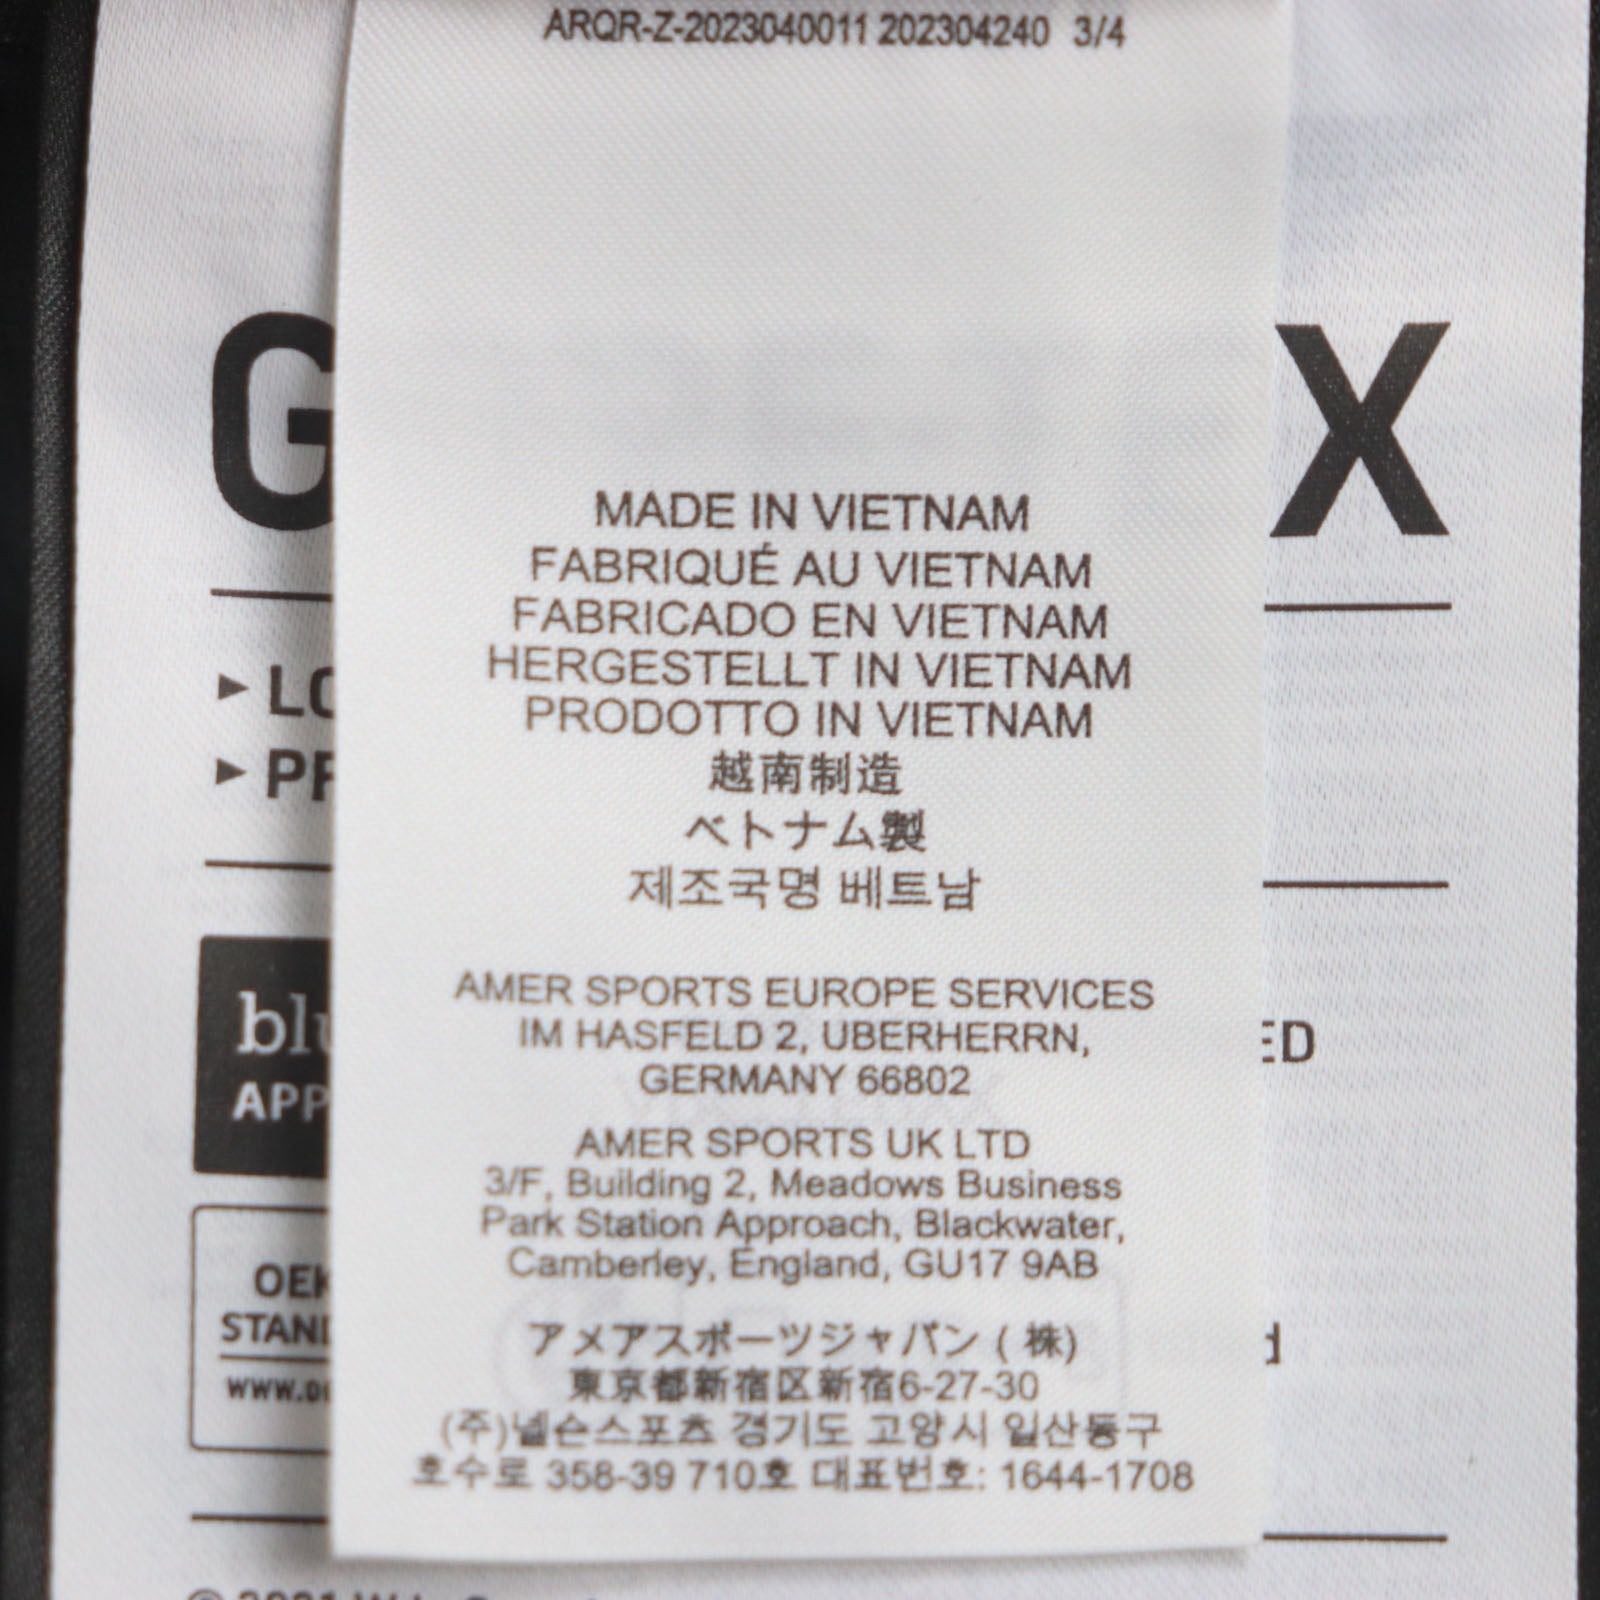 ARQR-Z-2023040011 202304240 3/4
MADE IN VIETNAM
FABRIQUÉ AU VIETNAM
FABRICADO EN VIETNAM
HERGESTELLT IN VIETNAM
PRODOTTO IN VIETNAM
越南制造
ベトナム製
제조국명 베트남
AMER SPORTS EUROPE SERVICES
IM HASFELD 2, UBERHERRN,
GERMANY 66802
AMER SPORTS UK LTD
3/F, Building 2, Meadows Business
Park Station Approach, Blackwater,
Camberley, England, GU17 9AB
アメアスポーツジャパン ( 株)
東京都新宿区新宿6-27-30
(주)넬슨스포츠 경기도 고양시 일산동구
호수로 358-39 710호 대표번호: 1644-1708
G X
► LO
► PR
blu
APP
ED
OEK
STAND
www.o
d